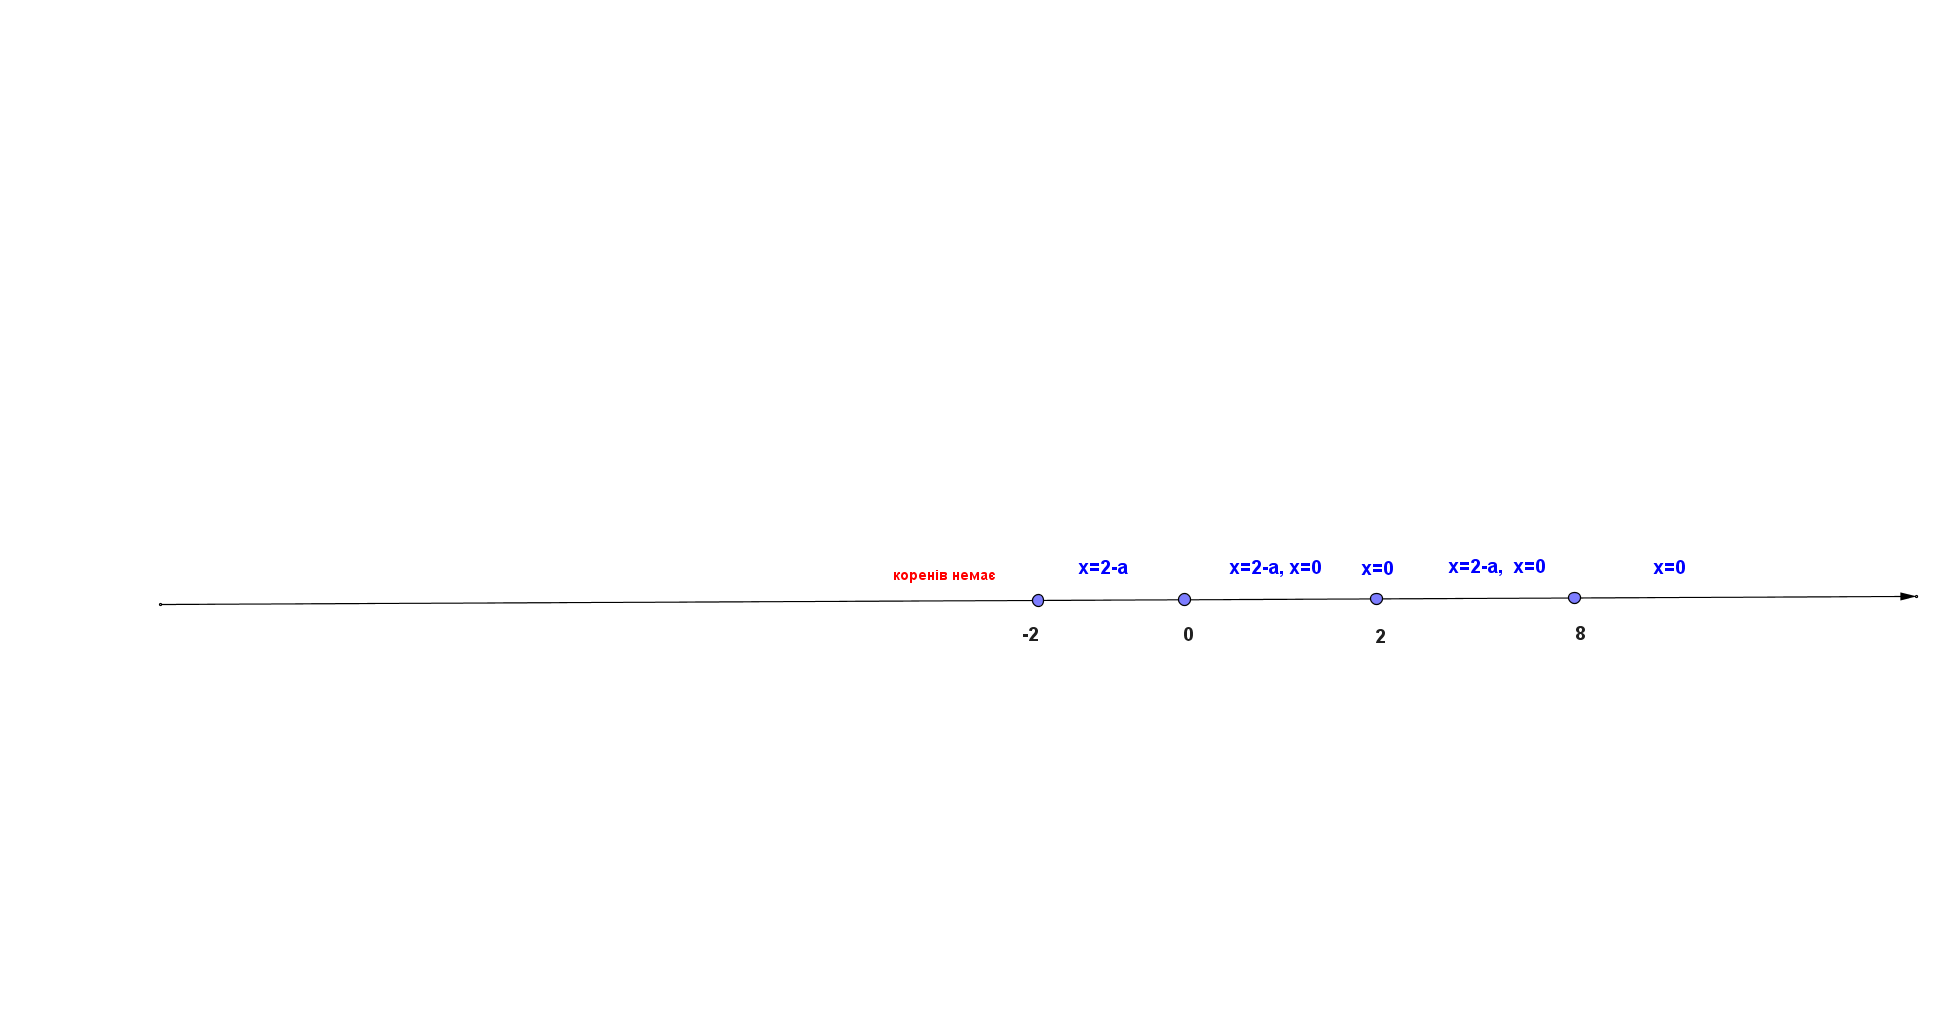 коренів немає
x=2-a
x=2-a, x=0
x=0
x=2-a, x=0
x=0
-2
0
2
8